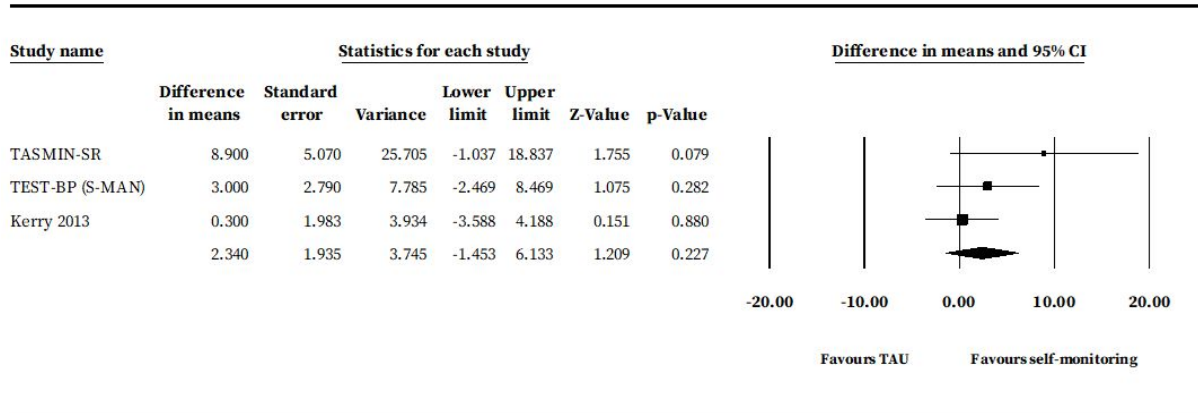 Study name Statistics for each study Difference in means and 95% CI
Difference Standard Lower Upper
in means error Variance limit limit Z-Value p-Value
TASMIN-SR 8.900 5.070 25.705 -1.037 18.837 1.755 0.079
TEST-BP (S-MAN) 3.000 2.790 7.785 -2.469 8.469 1.075 0.282
Kerry 2013 0.300 1.983 3.934 -3.588 4.188 0.151 0.880
2.340 1.935 3.745 -1.453 6.133 1.209 0.227
-20.00 -10.00 0.00 10.00 20.00
Favours TAU Favours self-monitoring